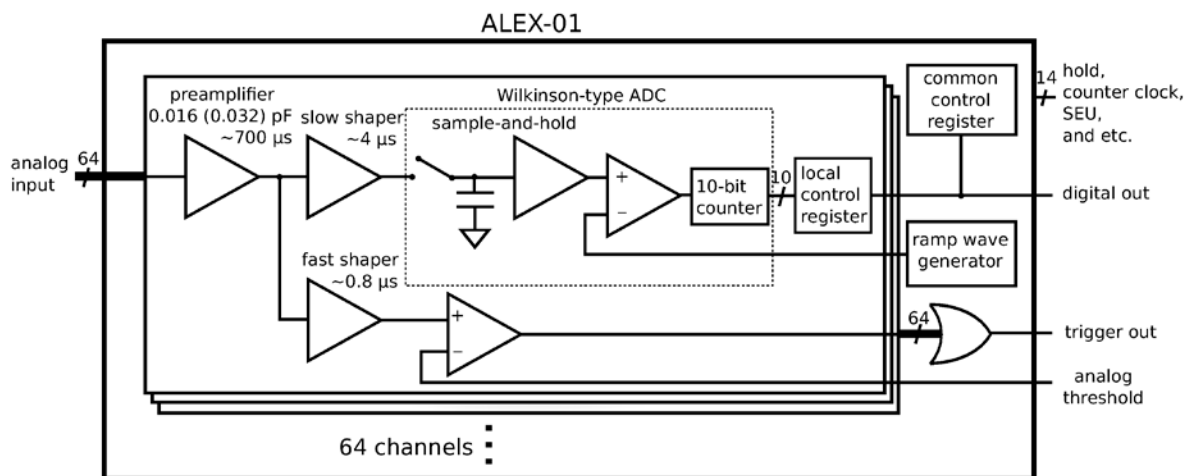 ALEX-01
preamplifier
0.016 (0.032) pF
~700 μs
slow shaper
~4 μs
Wilkinson-type ADC
sample-and-hold
+
−
10-bit
counter
10
local
control
register
common
control
register
14
hold,
counter clock,
SEU,
and etc.
analog
input
64
digital out
ramp wave
generator
fast shaper
~0.8 μs
+
−
64
trigger out
analog
threshold
64 channels